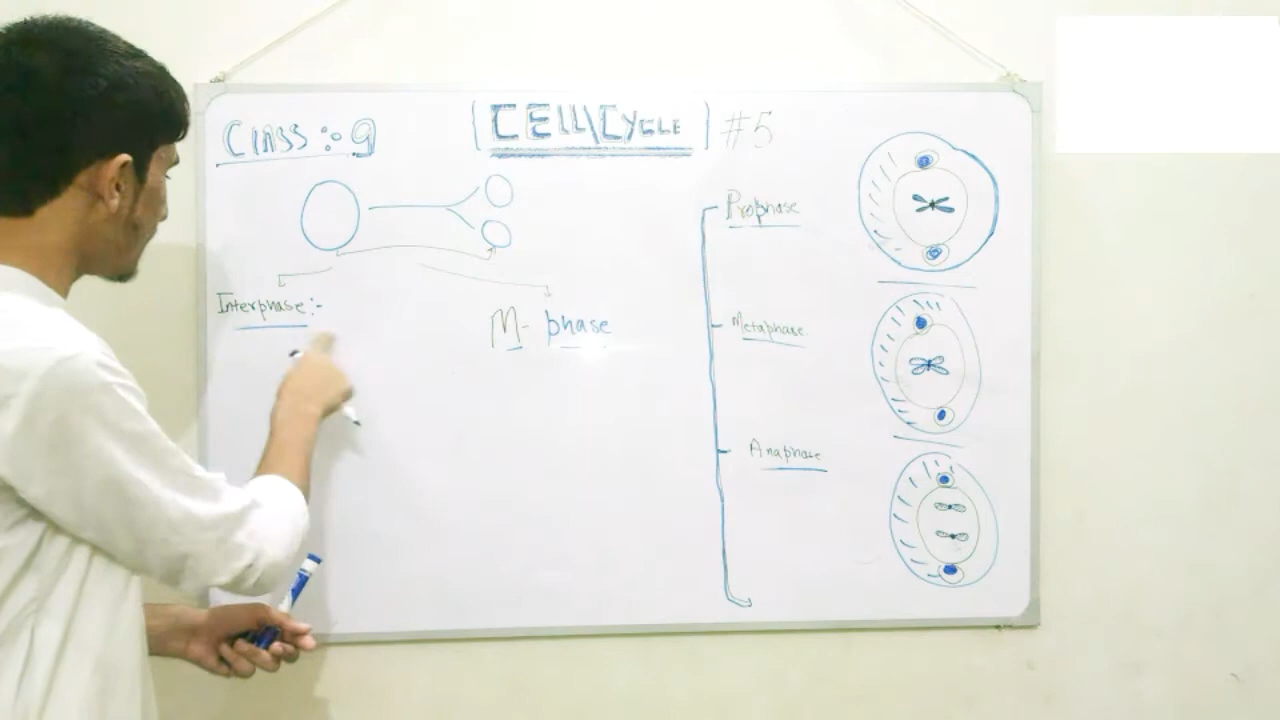 CLASS :- 9
CELL CYCLE #5
Interphase:-
M- phase
Prophase
Metaphase
Anaphase